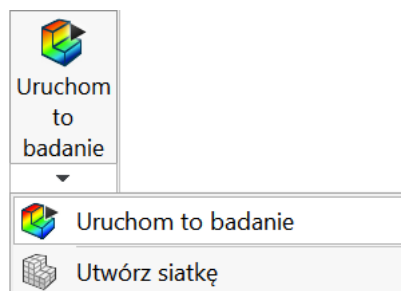 Uruchom
to
badanie
Uruchom to badanie
Utwórz siatkę